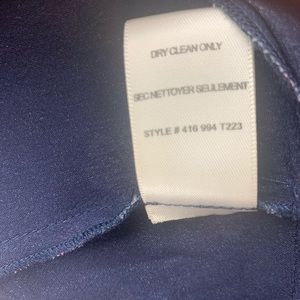 DRY CLEAN ONLY
SEC NETTOYER SEULEMENT
STYLE # 416 994 T223